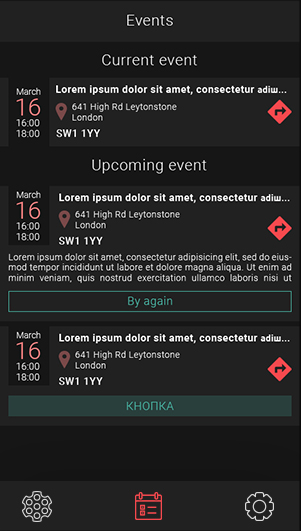 Events
Current event
March
16
16:00
18:00
Lorem ipsum dolor sit amet, consectetur adiш...
641 High Rd Leytonstone
London
SW1 1YY
Upcoming event
March
16
16:00
18:00
Lorem ipsum dolor sit amet, consectetur adiш...
641 High Rd Leytonstone
London
SW1 1YY
Lorem ipsum dolor sit amet, consectetur adipisicing elit, sed do eius-
mod tempor incididunt ut labore et dolore magna aliqua. Ut enim ad
minim veniam, quis nostrud exercitation ullamco laboris nisi ut
By again
March
16
16:00
18:00
Lorem ipsum dolor sit amet, consectetur adiш...
641 High Rd Leytonstone
London
SW1 1YY
КНОПКА